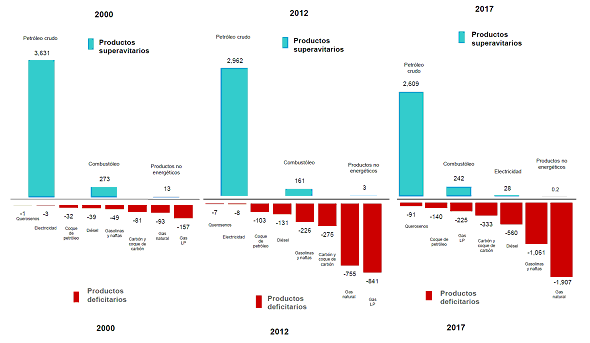 2000
2012
2017
Petróleo crudo
3,631
Productos
superavitarios
Combustóleo
273
Productos no
energéticos
13
-1
-3
-32
-39
-49
-81
-93
-157
Querosenos
Electricidad
Coque
de
petróleo
Diésel
Gasolinas
y naftas
Carbón y
coque de
carbón
Gas
natural
Gas
LP
Productos
deficitarios
Petróleo crudo
2,962
Productos
superavitarios
Combustóleo
161
Productos no
energéticos
3
-7
-8
-103
-131
-226
-276
-755
-841
Querosenos
Electricidad
Coque de
petróleo
Diésel
Gasolinas
y naftas
Carbón y
coque de
carbón
Gas
natural
Gas
LP
Productos
deficitarios
Petróleo
crudo
2,609
Productos
superavitarios
Combustóleo
242
Electricidad
28
Productos no
energéticos
0.2
-91
-140
-225
-333
-560
-1,051
-1,907
Querosenos
Coque de
petróleo
Gas
LP
Carbón y
coque de
carbón
Diésel
Gasolinas
y naftas
Gas
natural
Productos
deficitarios
2000
2012
2017